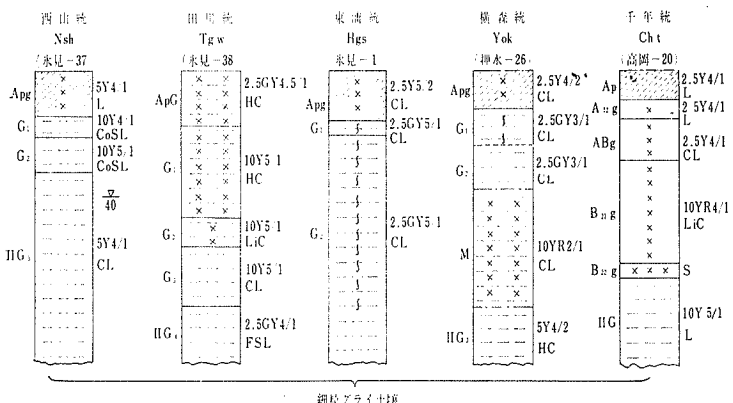 西山統
Nsh
(氷見-37
Apg
5Y4/1
L
G₁
10Y4/1
CoSL
G₂
10Y5/1
CoSL
40
ⅡG₃
5Y4/1
CL
田川統
Tgw
(氷見-38
ApG
2.5GY4.5/1
HC
G₁
10Y5/1
HC
G₂
10Y5/1
LiC
G₃
10Y5/1
CL
ⅡG₄
2.5GY4/1
FSL
東浦統
Hgs
氷見-1
Apg
2.5Y5/2
CL
G₁
2.5GY5/1
CL
G₂
2.5GY5/1
CL
横森統
Yok
(押水-26)
Apg
2.5Y4/2
CL
G₁
2.5GY3/1
CL
G₂
2.5GY3/1
CL
M
10YR2/1
CL
ⅡG₃
5Y4/2
HC
千年統
Cht
(高岡-20)
Ap
2.5Y4/1
L
2.5Y4/1
L
ABg
2.5Y4/1
CL
10YR4/1
LiC
S
ⅡG
10Y5/1
L
細粒グライ土壌